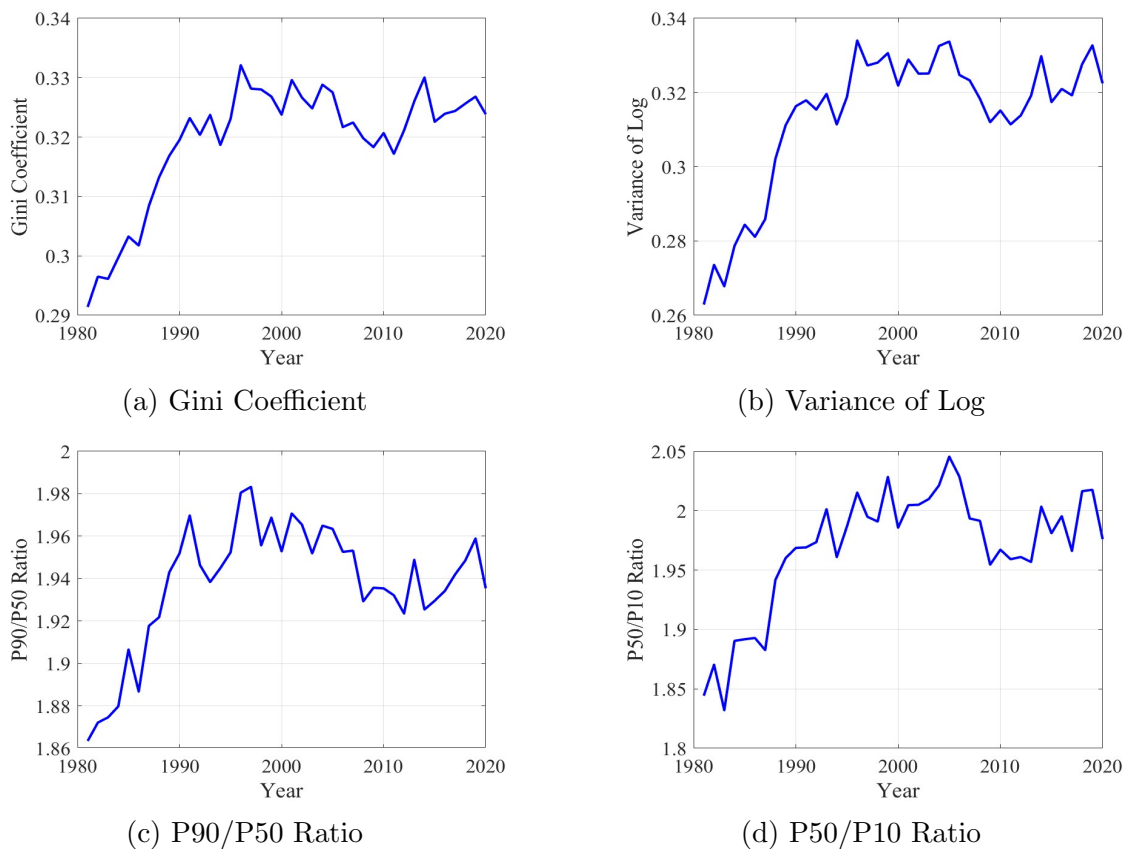 0.34
0.33
0.32
0.31
0.3
0.29
Gini Coefficient
1980 1990 2000 2010 2020
Year
(a) Gini Coefficient
0.34
0.32
0.3
0.28
0.26
Variance of Log
1980 1990 2000 2010 2020
Year
(b) Variance of Log
2
1.98
1.96
1.94
1.92
1.9
1.88
1.86
P90/P50 Ratio
1980 1990 2000 2010 2020
Year
(c) P90/P50 Ratio
2.05
2
1.95
1.9
1.85
1.8
P50/P10 Ratio
1980 1990 2000 2010 2020
Year
(d) P50/P10 Ratio